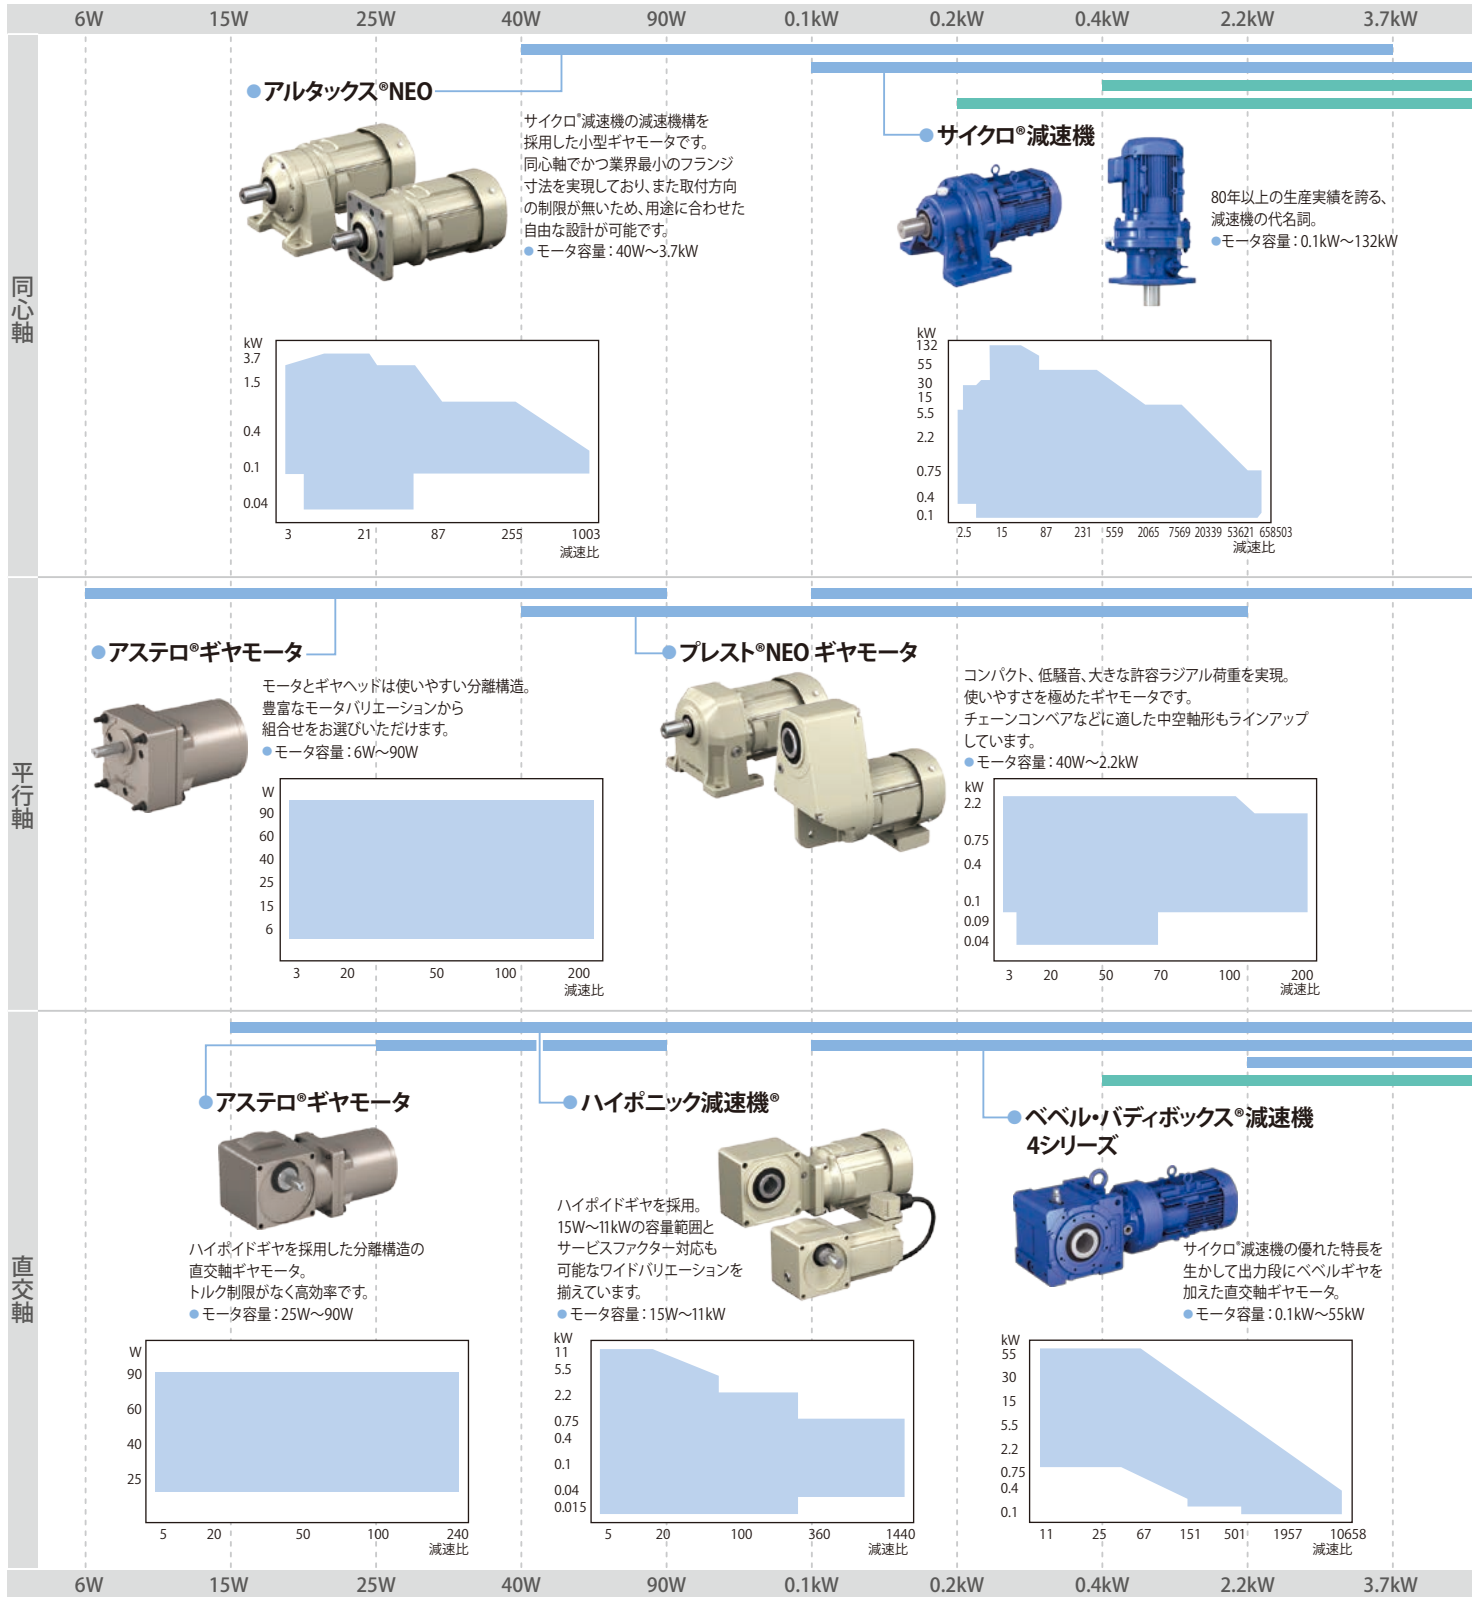 6W 15W 25W 40W 90W 0.1kW 0.2kW 0.4kW 2.2kW 3.7kW
同心軸
アルタックス®NEO
サイクロ®減速機の減速機構を
採用した小型ギヤモータです。
同心軸でかつ業界最小のフランジ
寸法を実現しており、また取付方向
の制限が無いため、用途に合わせた
自由な設計が可能です。
モータ容量：40W～3.7kW
kW
3.7
1.5
0.4
0.1
0.04
3 21 87 255 1003
減速比
サイクロ®減速機
80年以上の生産実績を誇る、
減速機の代名詞。
モータ容量：0.1kW～132kW
kW
132
55
30
15
5.5
2.2
0.75
0.4
0.1
2.5 15 87 231 559 2065 7569 20339 53621 658503
減速比
平行軸
アステロ®ギヤモータ
モータとギヤヘッドは使いやすい分離構造。
豊富なモータバリエーションから
組合せをお選びいただけます。
モータ容量：6W～90W
W
90
60
40
25
15
6
3 20 50 100 200
減速比
プレスト®NEO ギヤモータ
コンパクト、低騒音、大きな許容ラジアル荷重を実現。
使いやすさを極めたギヤモータです。
チェーンコンベアなどに適した中空軸形もラインアップ
しています。
モータ容量：40W～2.2kW
kW
2.2
0.75
0.4
0.1
0.09
0.04
3 20 50 70 100 200
減速比
直交軸
アステロ®ギヤモータ
ハイポイドギヤを採用した分離構造の
直交軸ギヤモータ。
トルク制限がなく高効率です。
モータ容量：25W～90W
W
90
60
40
25
5 20 50 100 240
減速比
ハイポニック減速機®
ハイポイドギヤを採用。
15W～11kWの容量範囲と
サービスファクター対応も
可能なワイドバリエーションを
揃えています。
モータ容量：15W～11kW
kW
11
5.5
2.2
0.75
0.4
0.1
0.04
0.015
5 20 100 360 1440
減速比
ベベル・バディボックス®減速機
4シリーズ
サイクロ®減速機の優れた特長を
生かして出力段にベベルギヤを
加えた直交軸ギヤモータ。
モータ容量：0.1kW～55kW
kW
55
30
15
5.5
2.2
0.75
0.4
0.1
11 25 67 151 501 1957 10658
減速比
6W 15W 25W 40W 90W 0.1kW 0.2kW 0.4kW 2.2kW 3.7kW